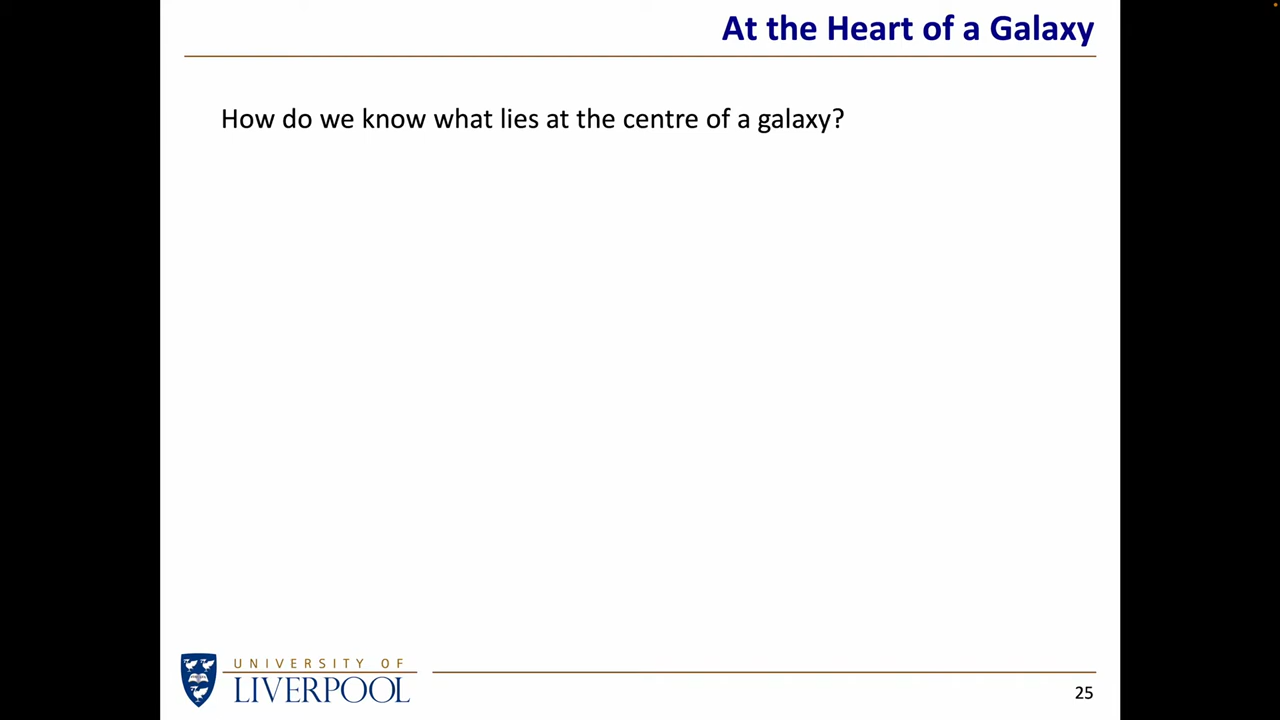 At the Heart of a Galaxy
How do we know what lies at the centre of a galaxy?
UNIVERSITY OF
LIVERPOOL
25